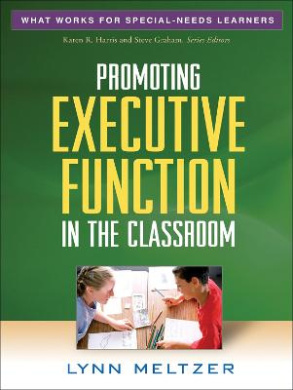 WHAT WORKS FOR SPECIAL-NEEDS LEARNERS
Karen R. Harris and Steve Graham, Series Editors
PROMOTING
EXECUTIVE
FUNCTION
IN THE CLASSROOM
LYNN MELTZER